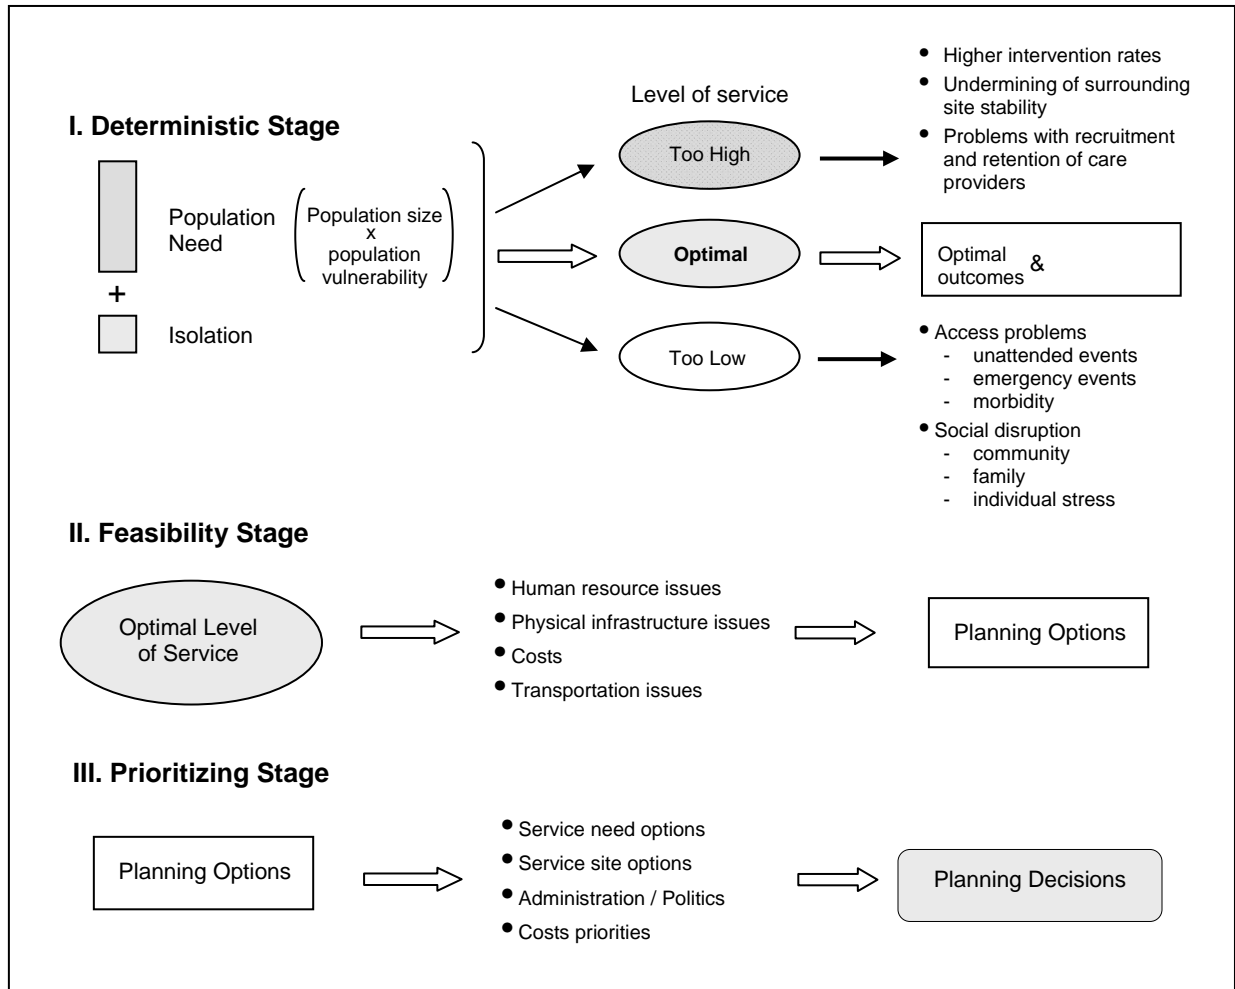 I. Deterministic Stage
Population
Need
Population size
x
population
vulnerability
+
Isolation
Level of service
Too High
Optimal
Too Low
• Higher intervention rates
• Undermining of surrounding
site stability
• Problems with recruitment
and retention of care
providers
Optimal
outcomes &
• Access problems
- unattended events
- emergency events
- morbidity
• Social disruption
- community
- family
- individual stress
II. Feasibility Stage
Optimal Level
of Service
• Human resource issues
• Physical infrastructure issues
• Costs
• Transportation issues
Planning Options
III. Prioritizing Stage
Planning Options
• Service need options
• Service site options
• Administration / Politics
• Costs priorities
Planning Decisions